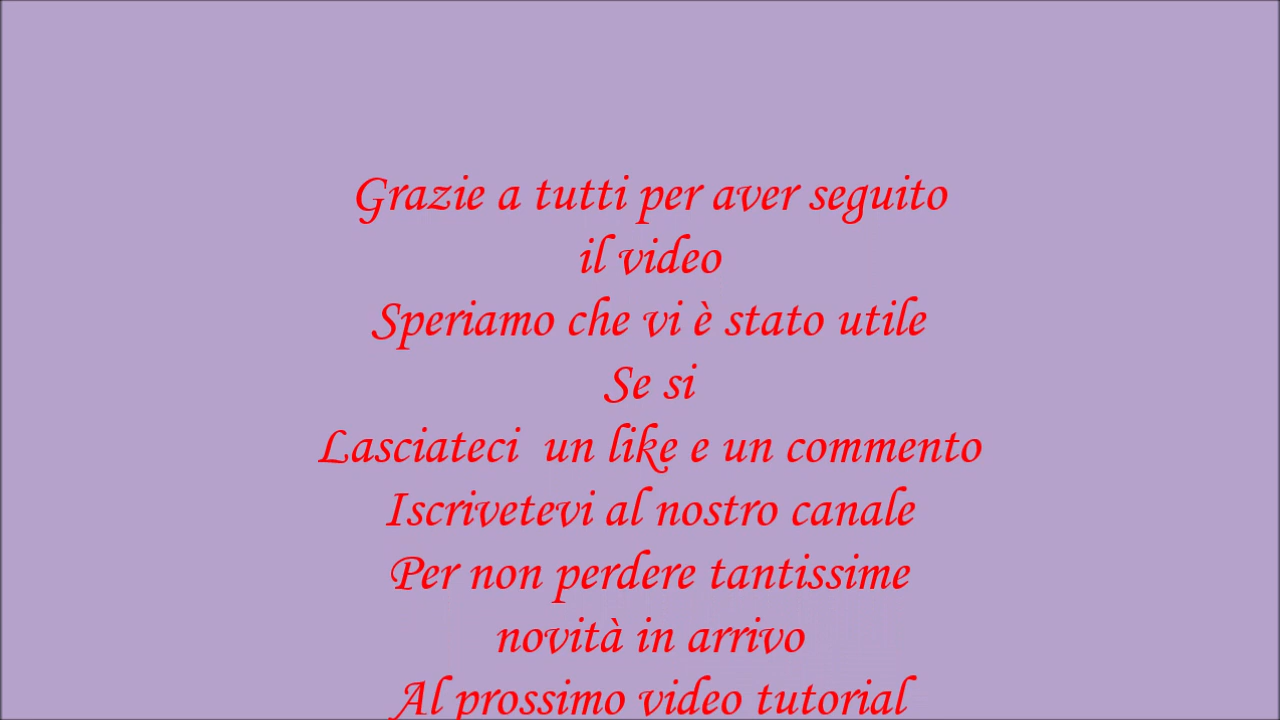 Grazie a tutti per aver seguito
il video
Speriamo che vi è stato utile
Se si
Lasciateci un like e un commento
Iscrivetevi al nostro canale
Per non perdere tantissime
novità in arrivo
Al prossimo video tutorial